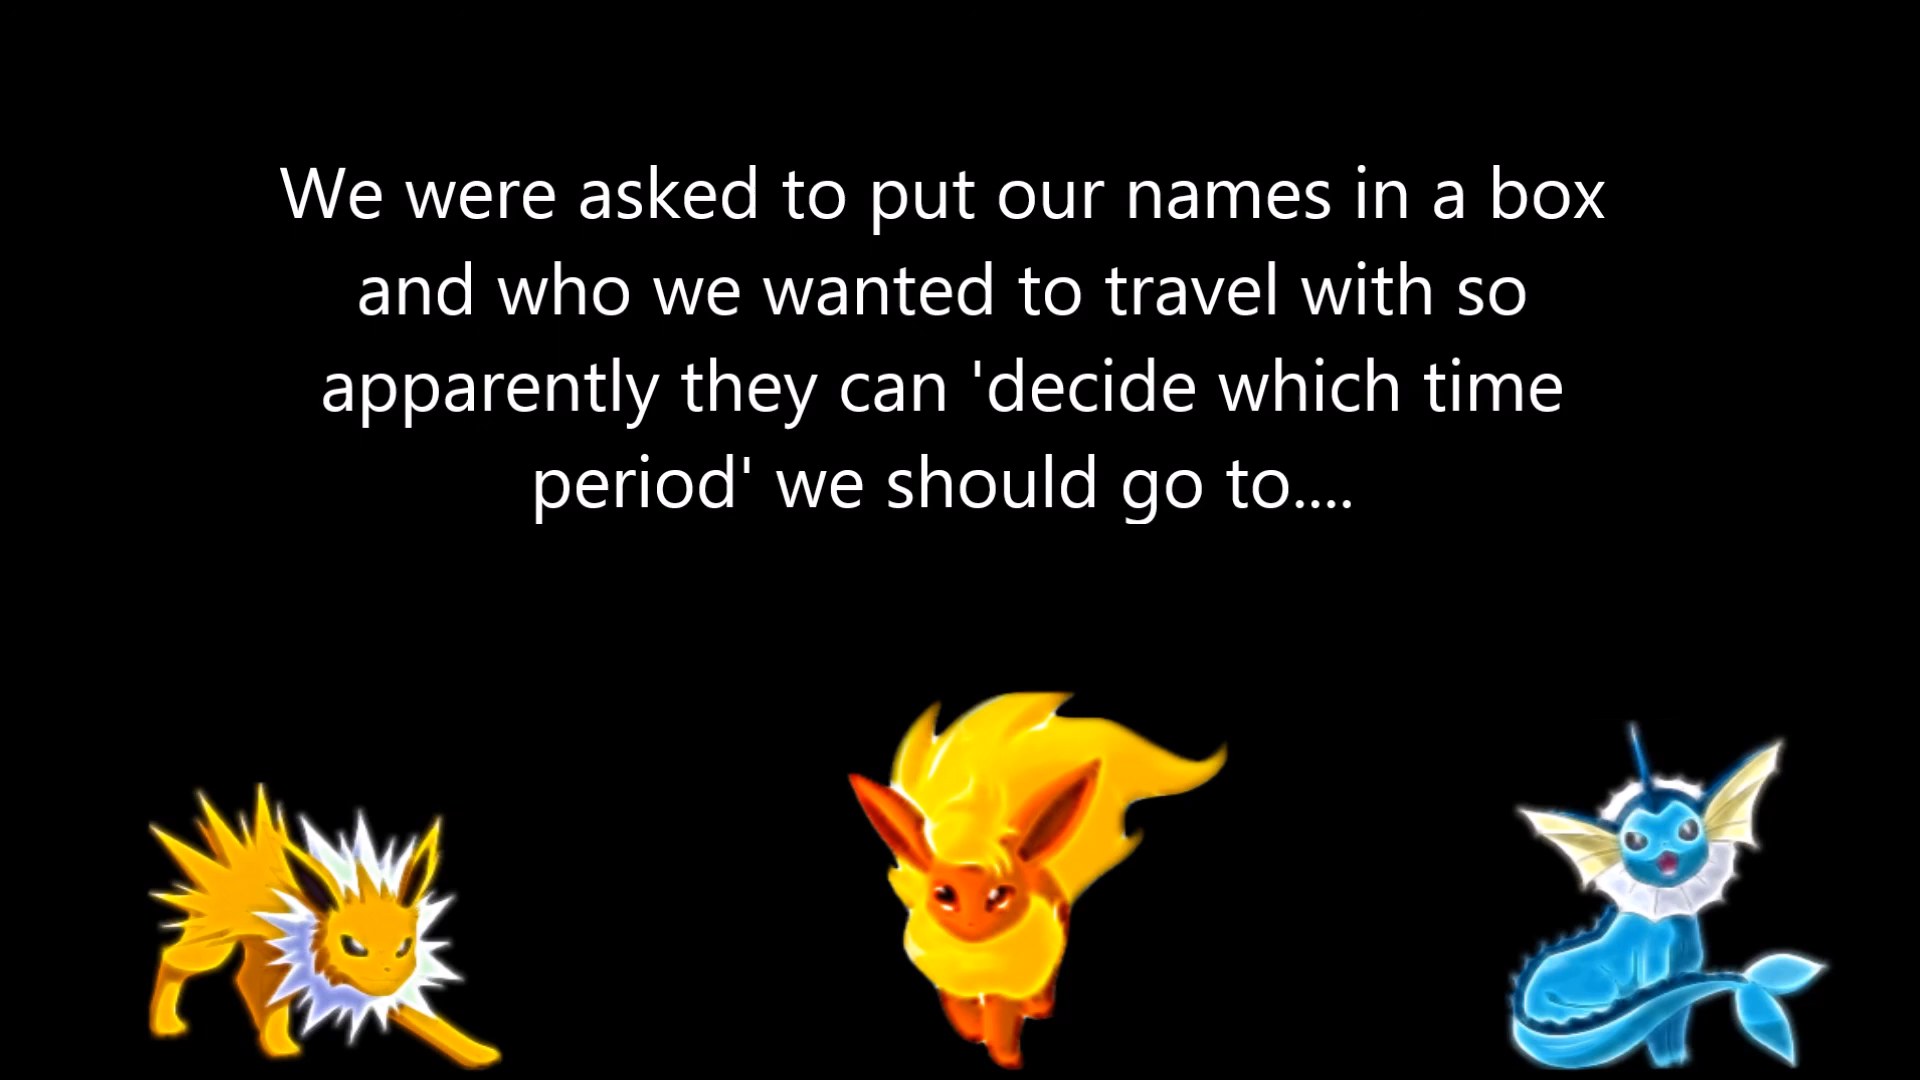 We were asked to put our names in a box
and who we wanted to travel with so
apparently they can 'decide which time
period' we should go to....